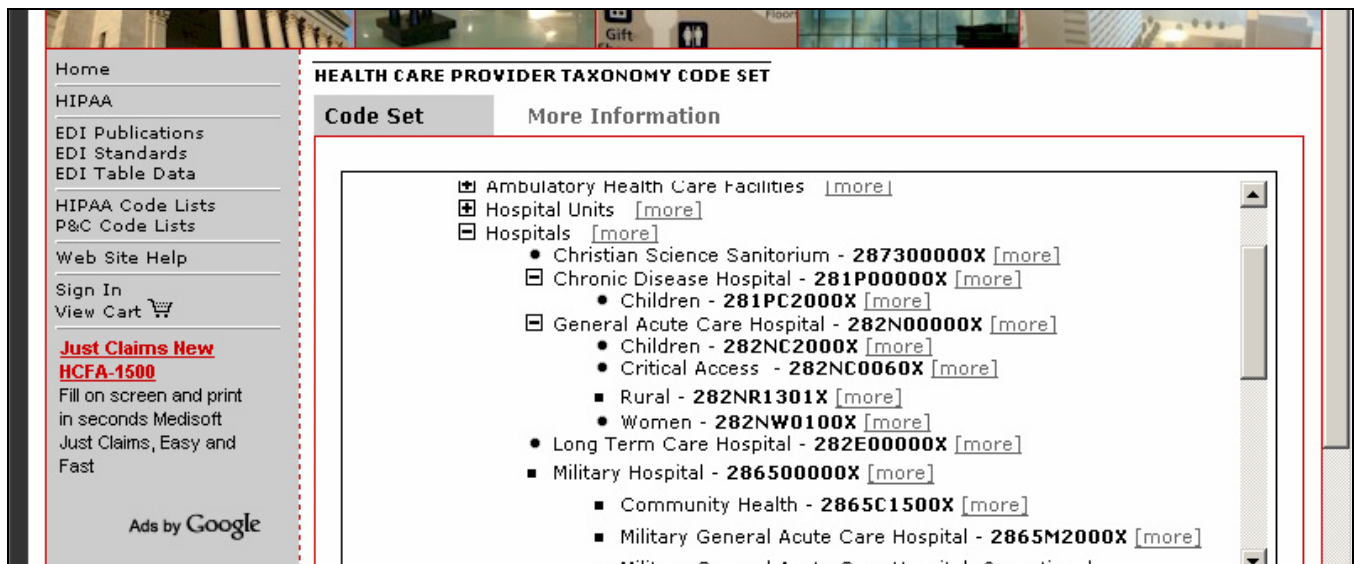 Floor
Gift
Home
HIPAA
EDI Publications
EDI Standards
EDI Table Data
HIPAA Code Lists
P&C Code Lists
Web Site Help
Sign In
View Cart
Just Claims New
HCFA-1500
Fill on screen and print
in seconds Medisoft
Just Claims, Easy and
Fast
Ads by Google
HEALTH CARE PROVIDER TAXONOMY CODE SET
Code Set More Information
Ambulatory Health Care Facilities [more]
Hospital Units [more]
Hospitals [more]
Christian Science Sanitorium - 287300000X [more]
Chronic Disease Hospital - 281P00000X [more]
Children - 281PC2000X [more]
General Acute Care Hospital - 282N00000X [more]
Children - 282NC2000X [more]
Critical Access - 282NC0060X [more]
Rural - 282NR1301X [more]
Women - 282NW0100X [more]
Long Term Care Hospital - 282E00000X [more]
Military Hospital - 286500000X [more]
Community Health - 2865C1500X [more]
Military General Acute Care Hospital - 2865M2000X [more]